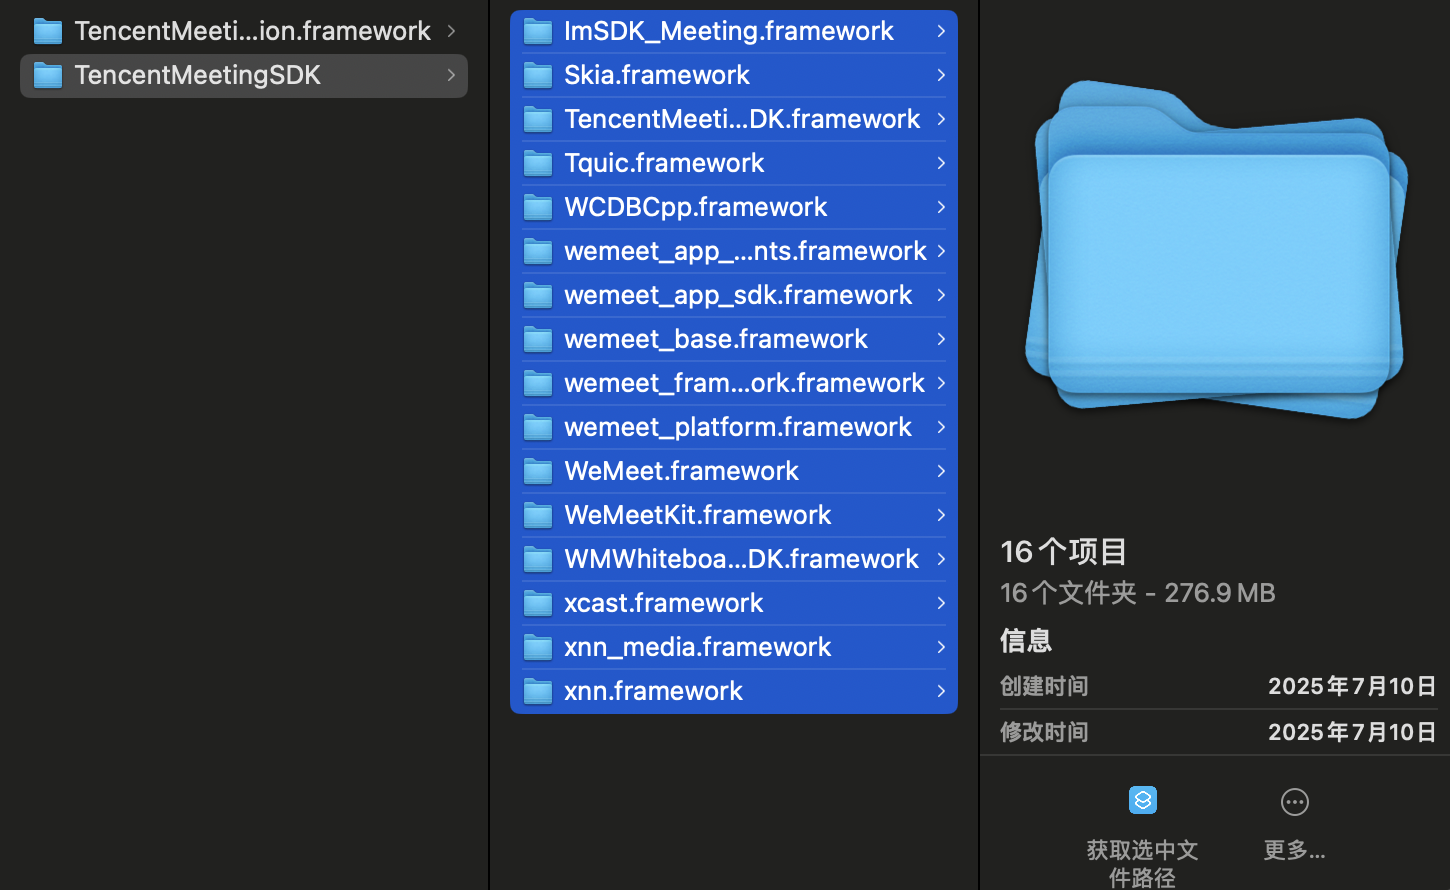 TencentMeeti...ion.framework
TencentMeetingSDK
ImSDK_Meeting.framework
Skia.framework
TencentMeeti...DK.framework
Tquic.framework
WCDBCpp.framework
wemeet_app_...nts.framework
wemeet_app_sdk.framework
wemeet_base.framework
wemeet_fram...ork.framework
wemeet_platform.framework
WeMeet.framework
WeMeetKit.framework
WMWhiteboa...DK.framework
xcast.framework
xnn_media.framework
xnn.framework
16个项目
16个文件夹 - 276.9 MB
信息
创建时间 2025年7月10日
修改时间 2025年7月10日
获取选中文
件路径
更多...